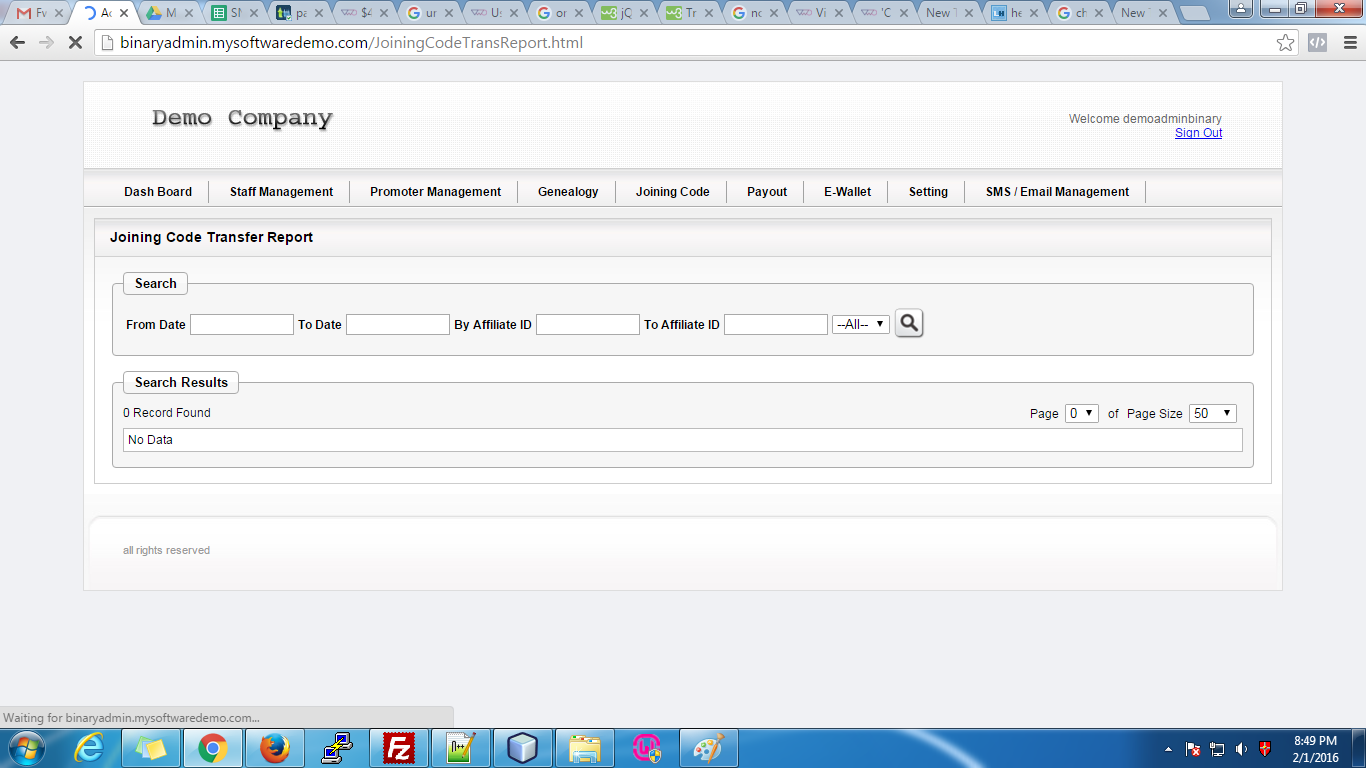 Fw Ac M SM pa $4 ur Us or jQ Tr no Vi 'C New T he ch New T
binaryadmin.mysoftwaredemo.com/JoiningCodeTransReport.html
Demo Company
Welcome demoadminbinary
Sign Out
Dash Board Staff Management Promoter Management Genealogy Joining Code Payout E-Wallet Setting SMS / Email Management
Joining Code Transfer Report
Search
From Date To Date By Affiliate ID To Affiliate ID --All--
Search Results
0 Record Found Page 0 of Page Size 50
No Data
all rights reserved
Waiting for binaryadmin.mysoftwaredemo.com...
8:49 PM
2/1/2016